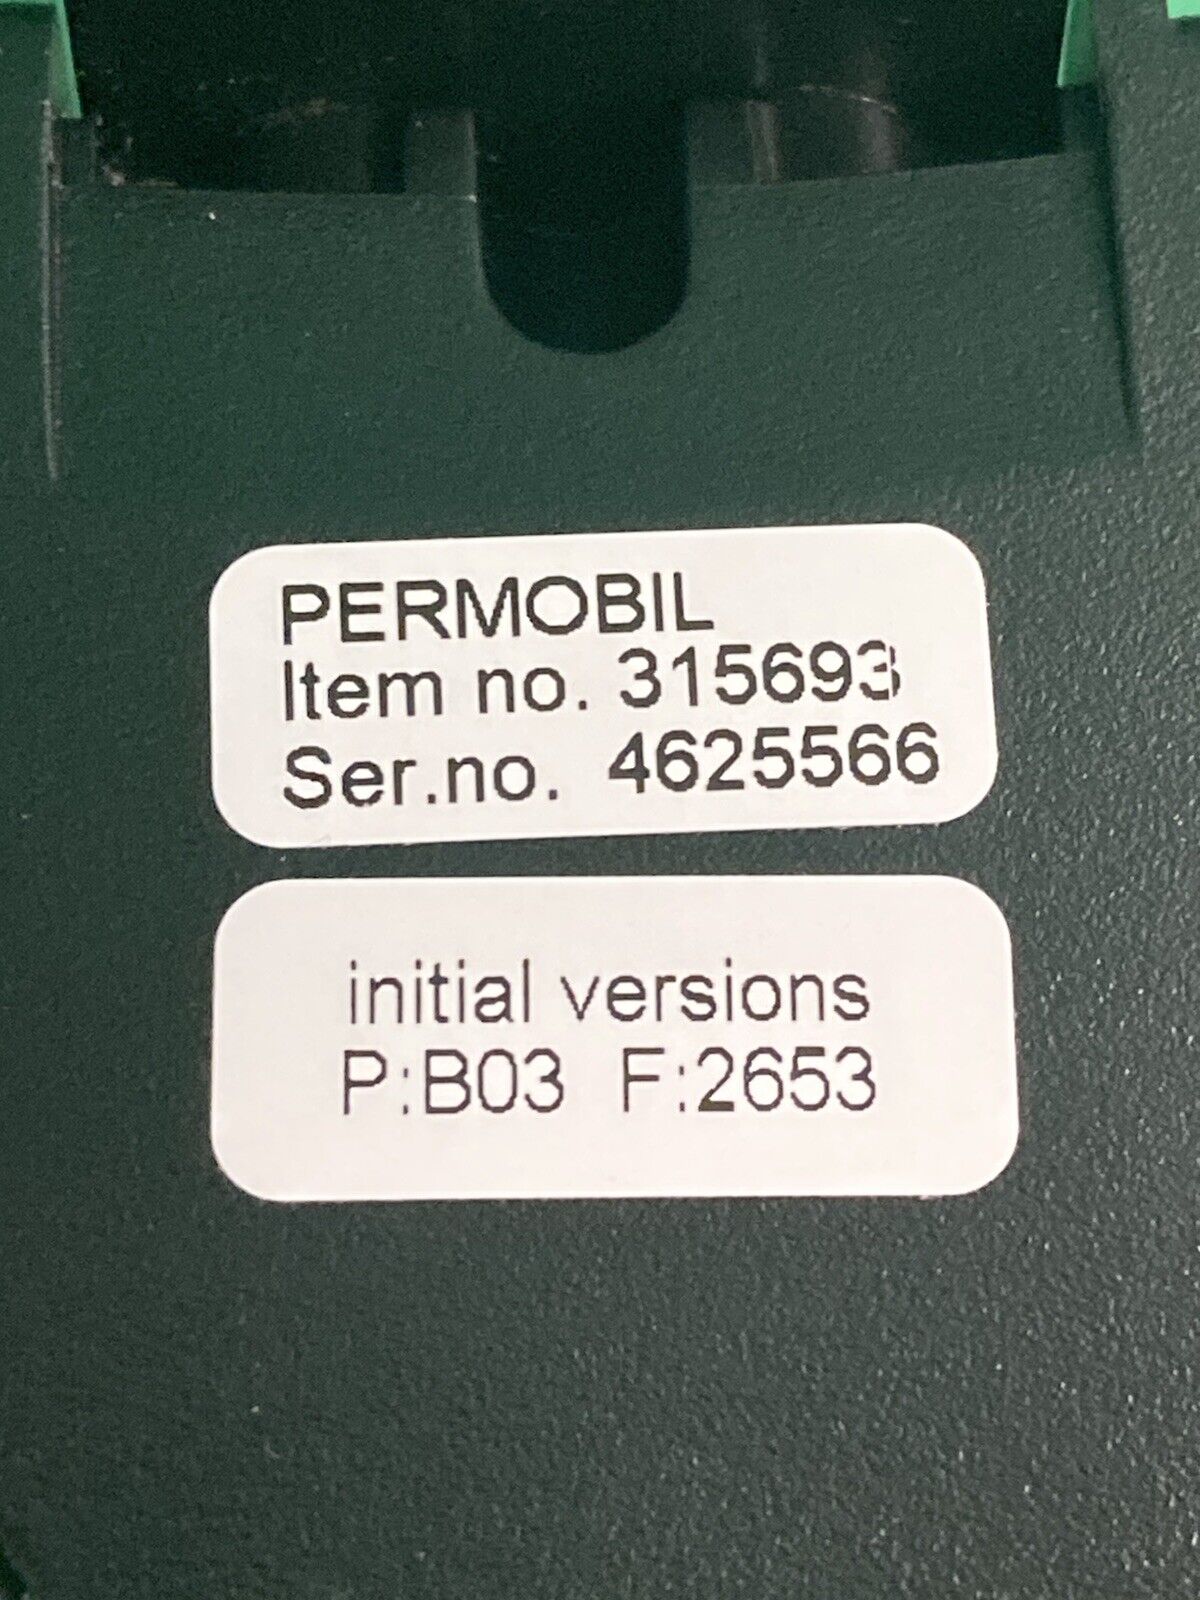 PERMOBIL
Item no. 315693
Ser.no. 4625566
initial versions
P:B03 F:2653